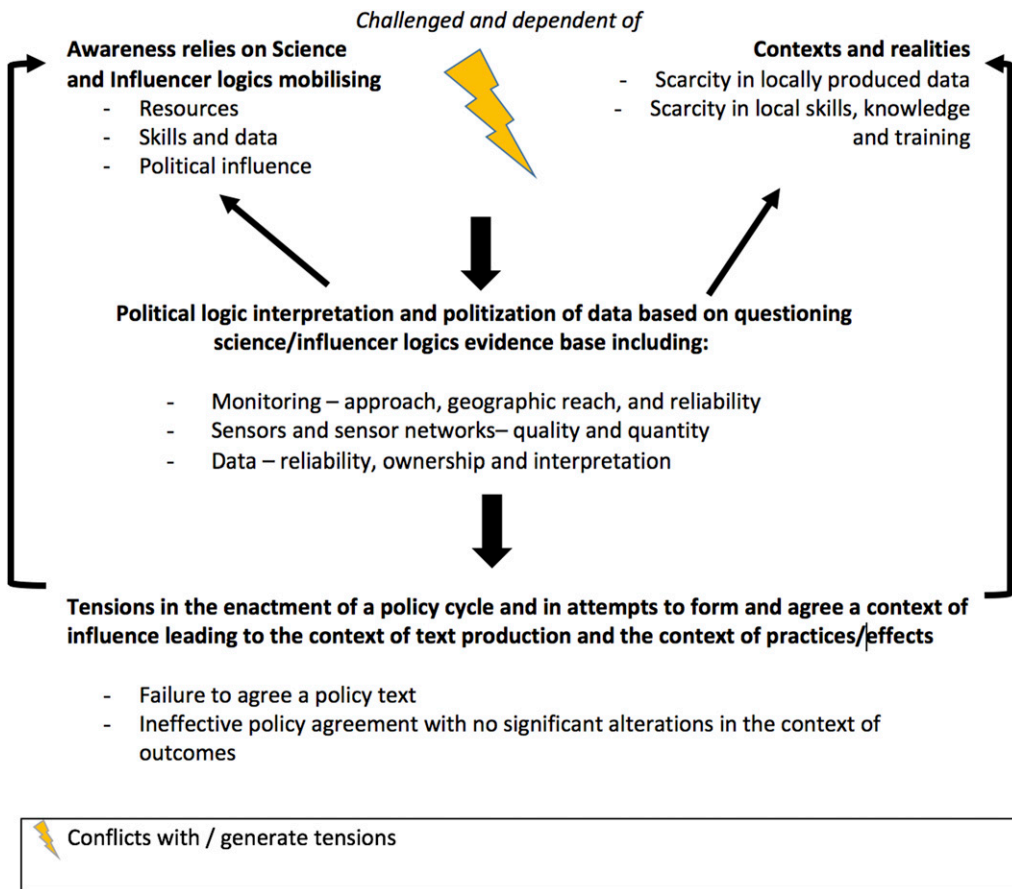 Challenged and dependent of
Awareness relies on Science
and Influencer logics mobilising
- Resources
- Skills and data
- Political influence
Contexts and realities
- Scarcity in locally produced data
- Scarcity in local skills, knowledge
and training
Political logic interpretation and politization of data based on questioning
science/influencer logics evidence base including:
- Monitoring – approach, geographic reach, and reliability
- Sensors and sensor networks– quality and quantity
- Data – reliability, ownership and interpretation
Tensions in the enactment of a policy cycle and in attempts to form and agree a context of
influence leading to the context of text production and the context of practices/effects
- Failure to agree a policy text
- Ineffective policy agreement with no significant alterations in the context of
outcomes
Conflicts with / generate tensions